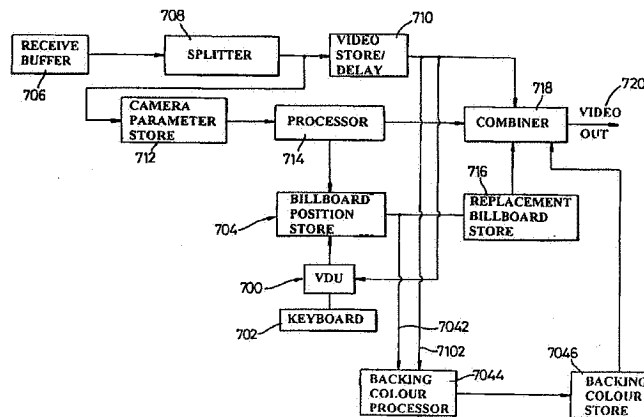 708
710
RECEIVE
BUFFER
706
SPLITTER
VIDEO
STORE/
DELAY
718
720
CAMERA
PARAMETER
STORE
712
PROCESSOR
714
COMBINER
VIDEO
OUT
704
BILLBOARD
POSITION
STORE
716
REPLACEMENT
BILLBOARD
STORE
700
VDU
702
KEYBOARD
7042
7102
7044
7046
BACKING
COLOUR
PROCESSOR
BACKING
COLOUR
STORE